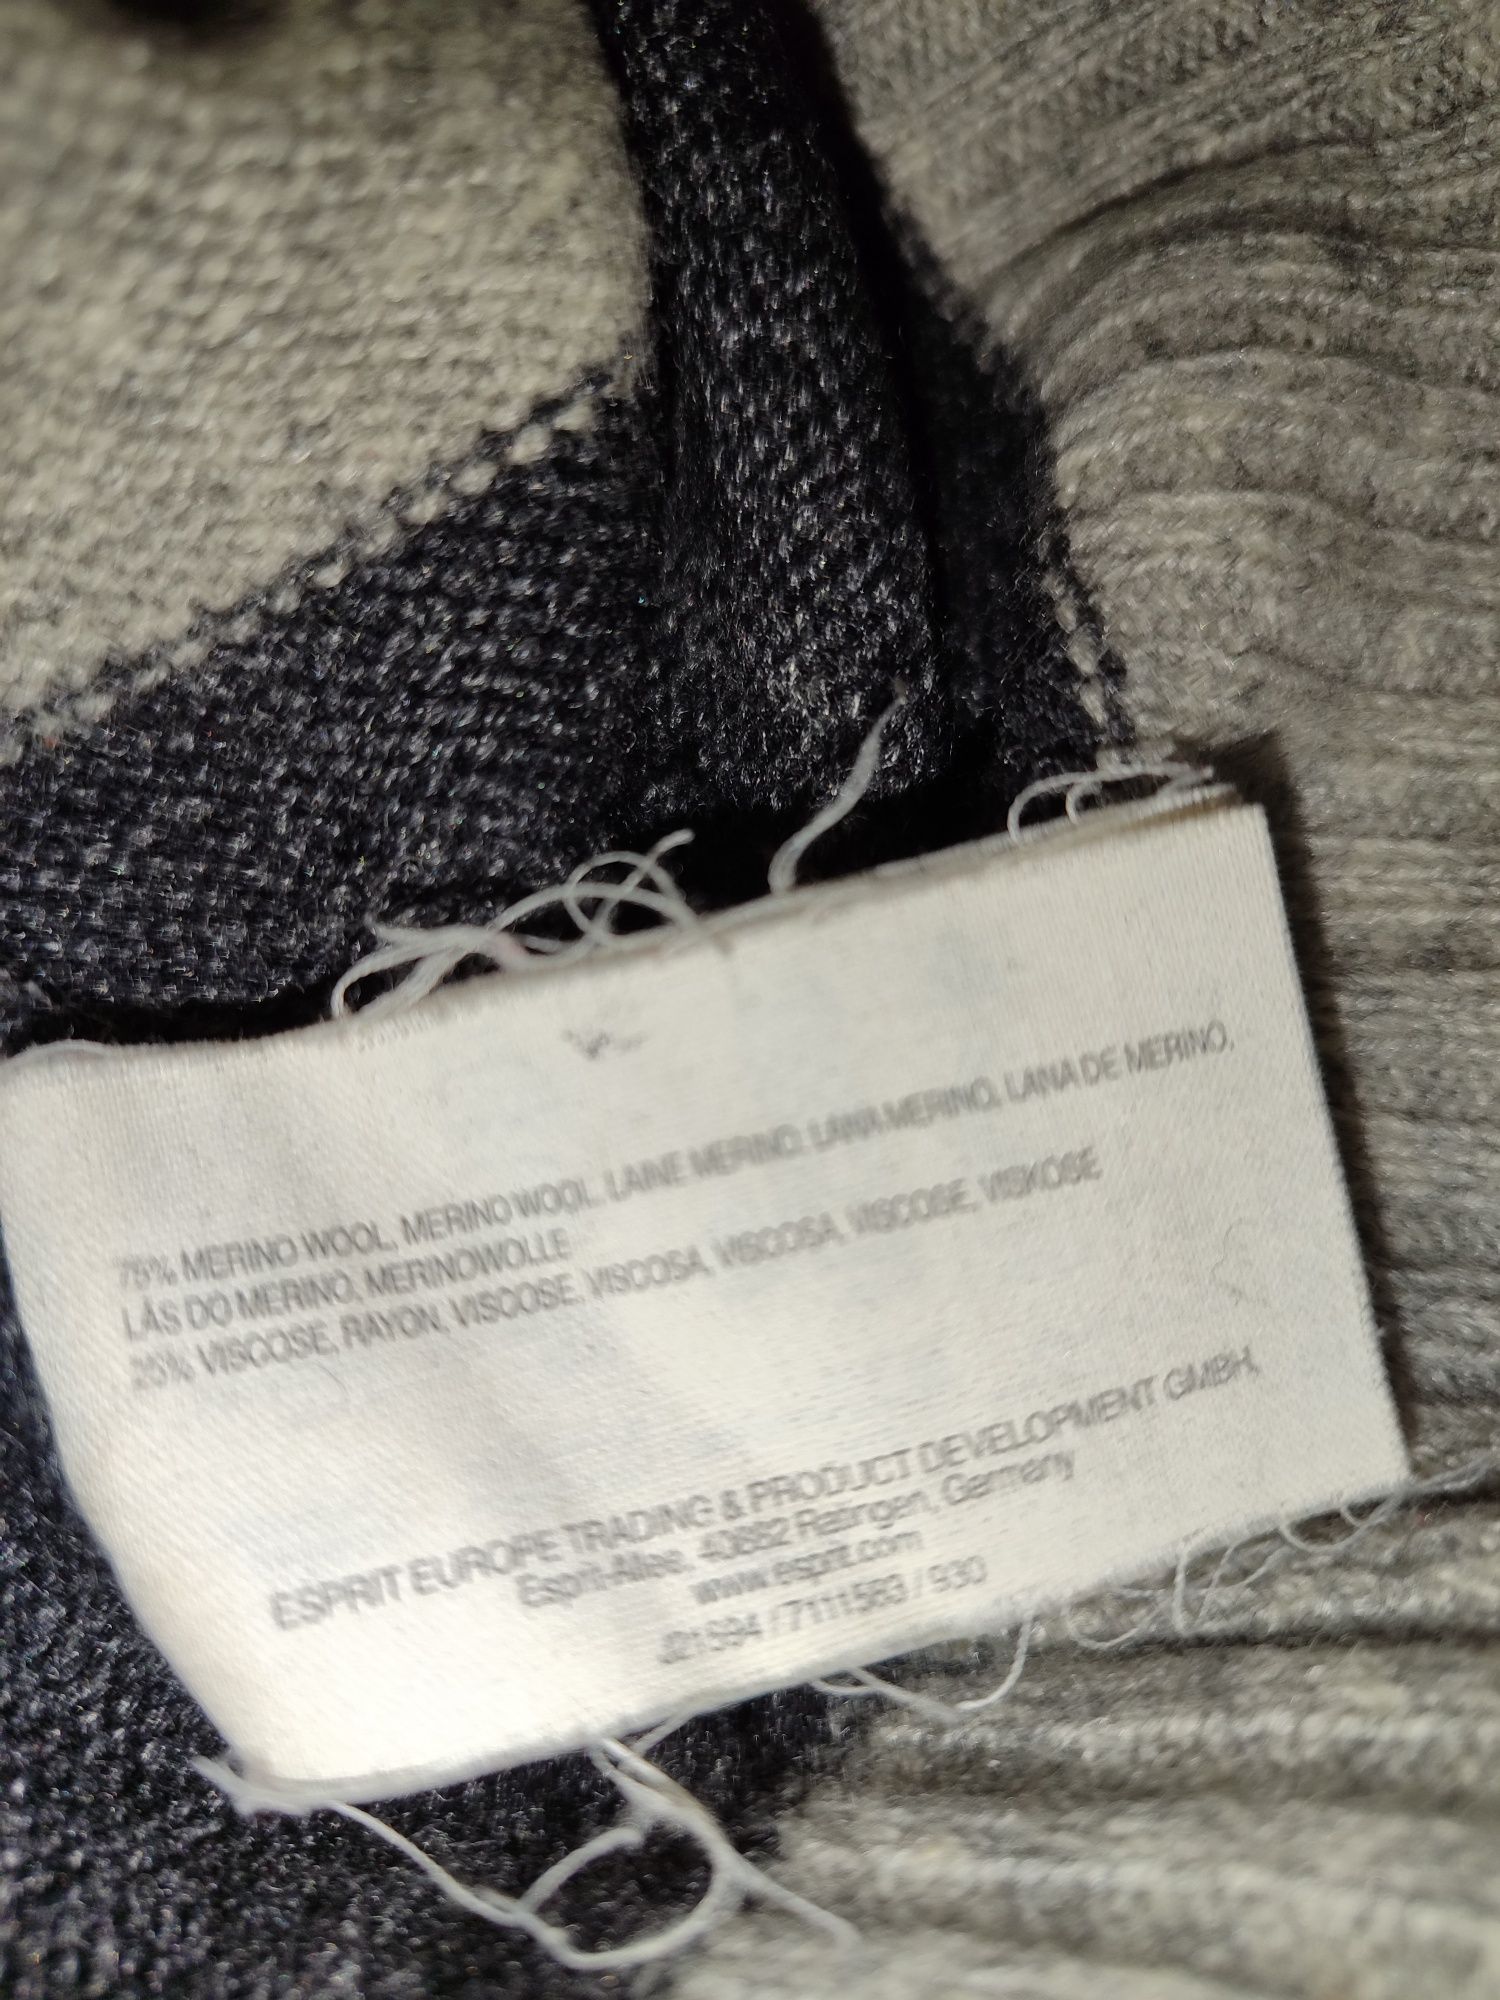 75% MERINO WOOL, MERINO WOOL, LAINE MERINO, LANA MERINO, LANA DE MERINO,
LÃS DO MERINO, MERINOWOLLE
25% VISCOSE, RAYON, VISCOSE, VISCOSA, VISCOSA, VISCOSE, VISKOSE
ESPRIT EUROPE TRADING & PRODUCT DEVELOPMENT GMBH,
Esprit-Allee, 40882 Ratingen, Germany
www.esprit.com
/ 7111563 / 930